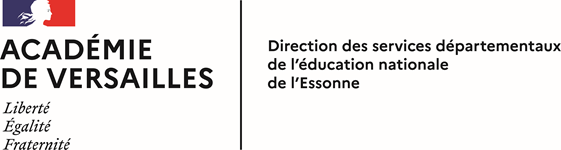 ACADÉMIE
DE VERSAILLES
Liberté
Égalité
Fraternité
Direction des services départementaux
de l'éducation nationale
de l'Essonne